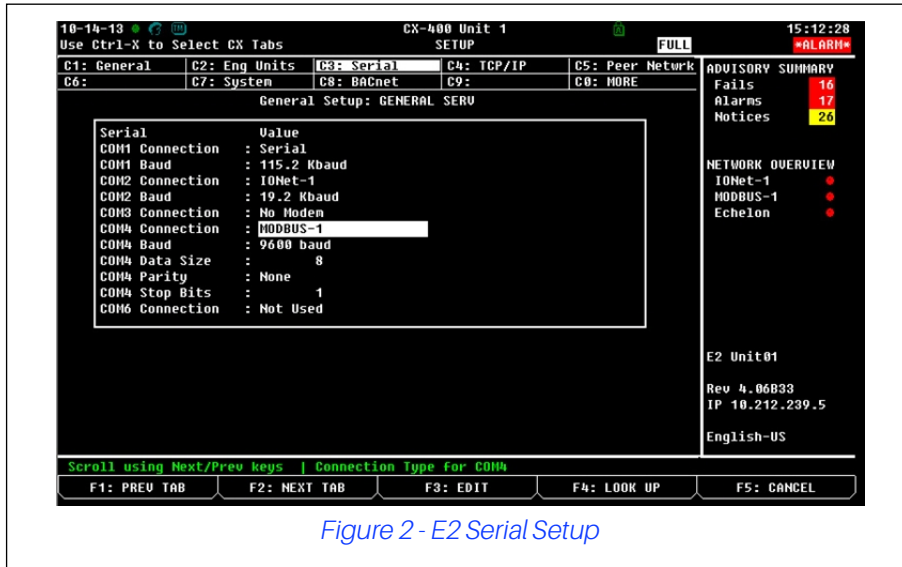 10-14-13 CX-400 Unit 1 15:12:28
Use Ctrl-X to Select CX Tabs SETUP FULL *ALARM*
C1: General C2: Eng Units C3: Serial C4: TCP/IP C5: Peer Netwrk
C6: C7: System C8: BACnet C9: C0: MORE
General Setup: GENERAL SERV
Serial Value
COM1 Connection : Serial
COM1 Baud : 115.2 Kbaud
COM2 Connection : IONet-1
COM2 Baud : 19.2 Kbaud
COM3 Connection : No Modem
COM4 Connection : MODBUS-1
COM4 Baud : 9600 baud
COM4 Data Size : 8
COM4 Parity : None
COM4 Stop Bits : 1
COM6 Connection : Not Used
ADVISORY SUMMARY
Fails 16
Alarms 17
Notices 26
NETWORK OVERVIEW
IONet-1
MODBUS-1
Echelon
E2 Unit01
Rev 4.06B33
IP 10.212.239.5
English-US
Scroll using Next/Prev keys | Connection Type for COM4
F1: PREV TAB F2: NEXT TAB F3: EDIT F4: LOOK UP F5: CANCEL
Figure 2 - E2 Serial Setup